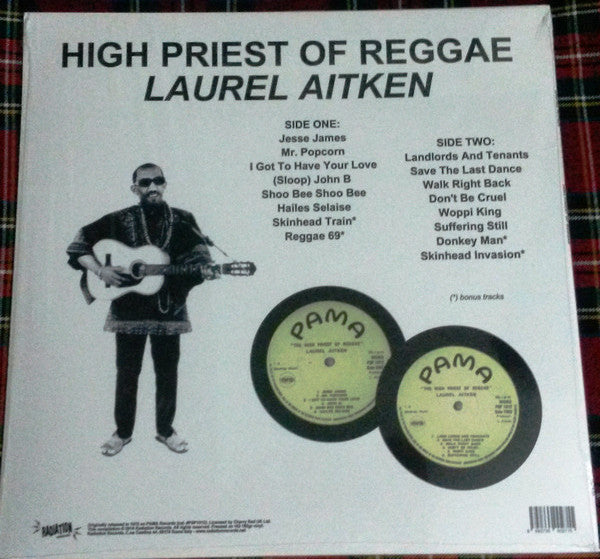 HIGH PRIEST OF REGGAE
LAUREL AITKEN
SIDE ONE:
Jesse James
Mr. Popcorn
I Got To Have Your Love
(Sloop) John B
Shoo Bee Shoo Bee
Hailes Selaise
Skinhead Train*
Reggae 69*
SIDE TWO:
Landlords And Tenants
Save The Last Dance
Walk Right Back
Don't Be Cruel
Woppi King
Suffering Still
Donkey Man*
Skinhead Invasion*
(*) bonus tracks
PAMA
"THE HIGH PRIEST OF REGGAE"
LAUREL AITKEN
PAMA
"THE HIGH PRIEST OF REGGAE"
LAUREL AITKEN
RADIATION